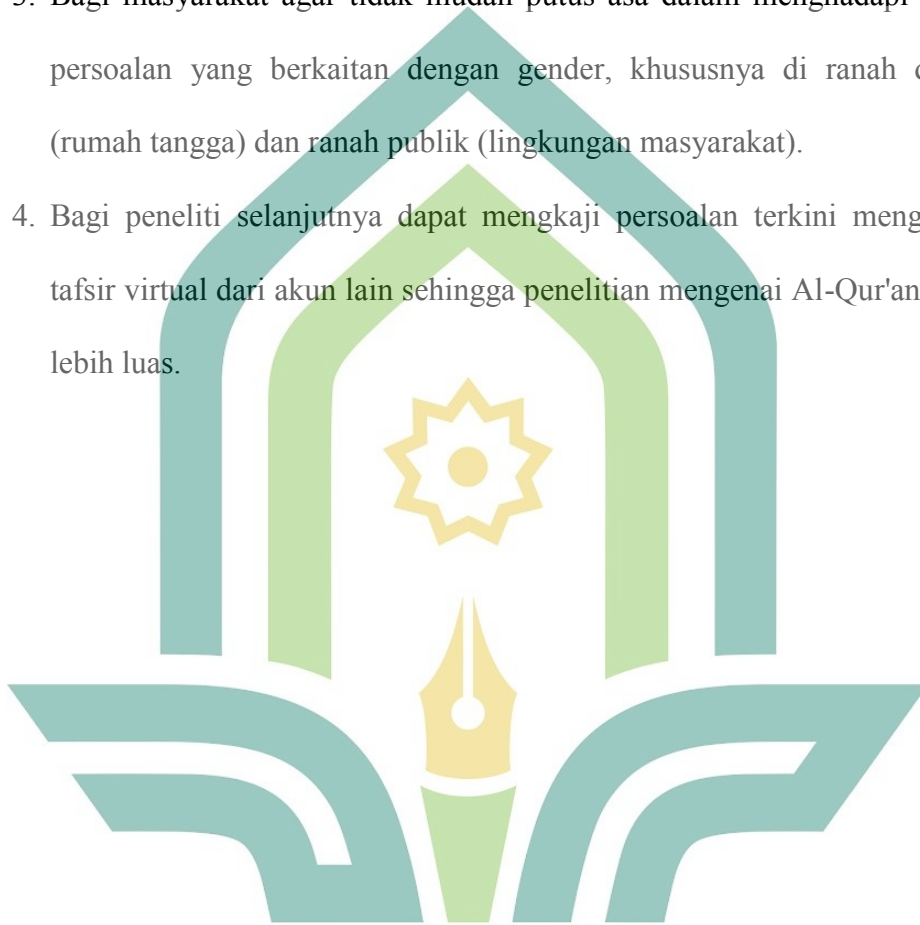 3. Bagi masyarakat agar tidak mudah putus asa dalam menghadapi
persoalan yang berkaitan dengan gender, khususnya di ranah
(rumah tangga) dan ranah publik (lingkungan masyarakat).
4. Bagi peneliti selanjutnya dapat mengkaji persoalan terkini
tafsir virtual dari akun lain sehingga penelitian mengenai Al-Qur'an
lebih luas.